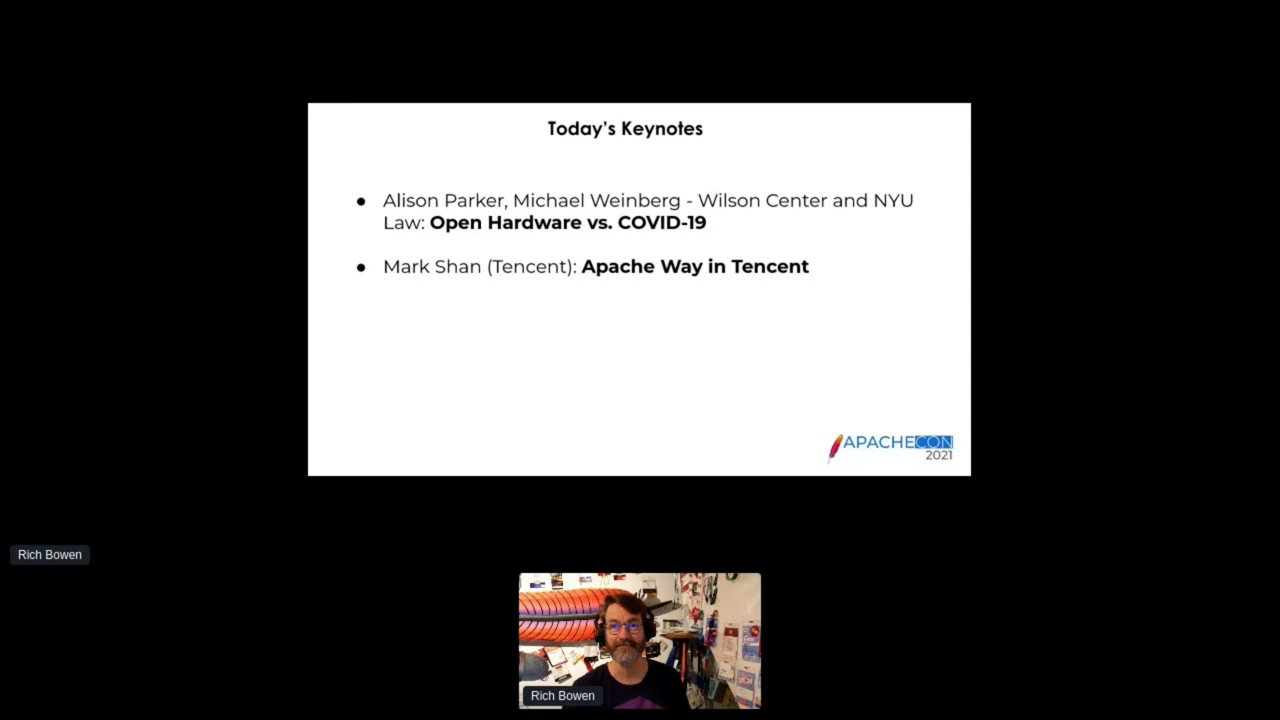 Today's Keynotes
● Alison Parker, Michael Weinberg - Wilson Center and NYU
Law: Open Hardware vs. COVID-19
● Mark Shan (Tencent): Apache Way in Tencent
APACHECON
2021
Rich Bowen
Rich Bowen